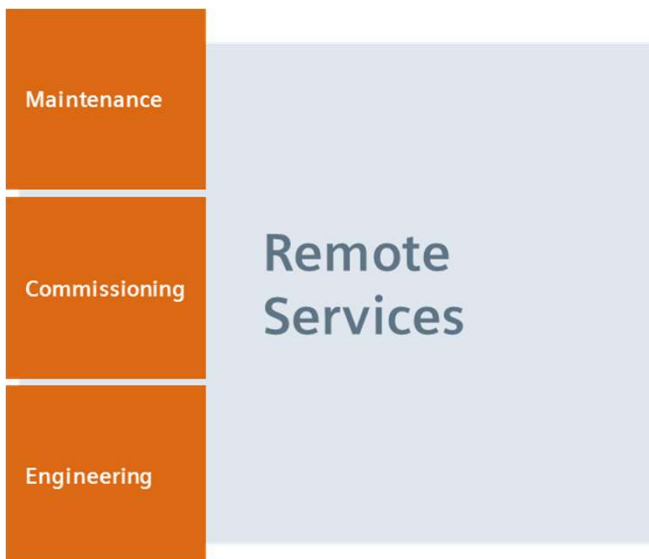 Maintenance
Commissioning
Engineering
Remote
Services